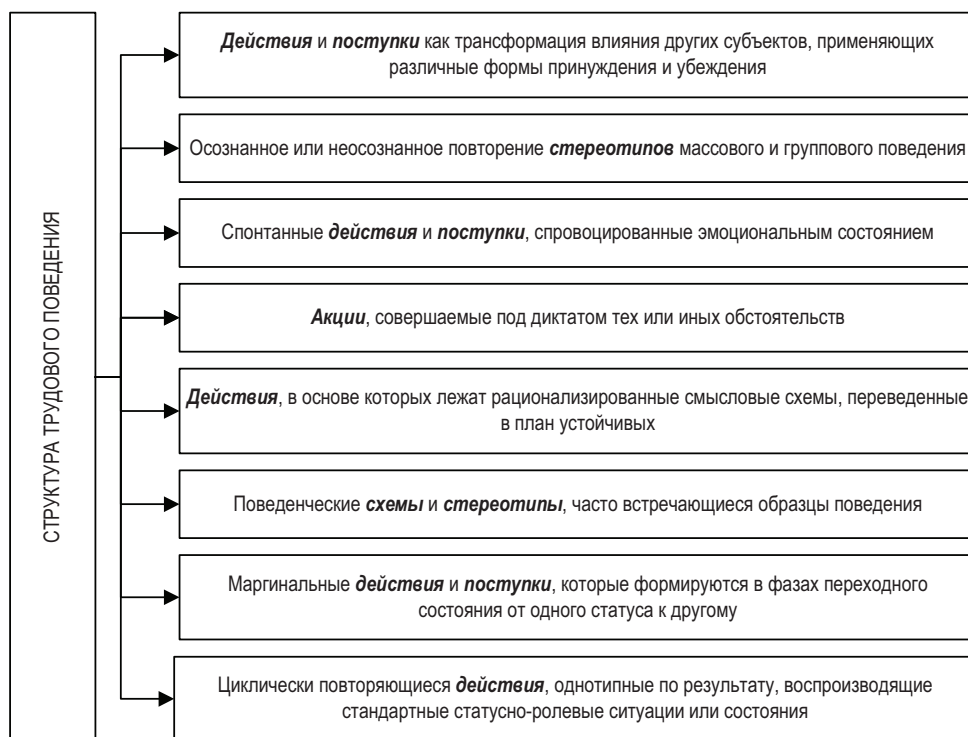 СТРУКТУРА ТРУДОВОГО ПОВЕДЕНИЯ
Действия и поступки как трансформация влияния других субъектов, применяющих
различные формы принуждения и убеждения
Осознанное или неосознанное повторение стереотипов массового и группового поведения
Спонтанные действия и поступки, спровоцированные эмоциональным состоянием
Акции, совершаемые под диктатом тех или иных обстоятельств
Действия, в основе которых лежат рационализированные смысловые схемы, переведенные
в план устойчивых
Поведенческие схемы и стереотипы, часто встречающиеся образцы поведения
Маргинальные действия и поступки, которые формируются в фазах переходного
состояния от одного статуса к другому
Циклически повторяющиеся действия, однотипные по результату, воспроизводящие
стандартные статусно-ролевые ситуации или состояния